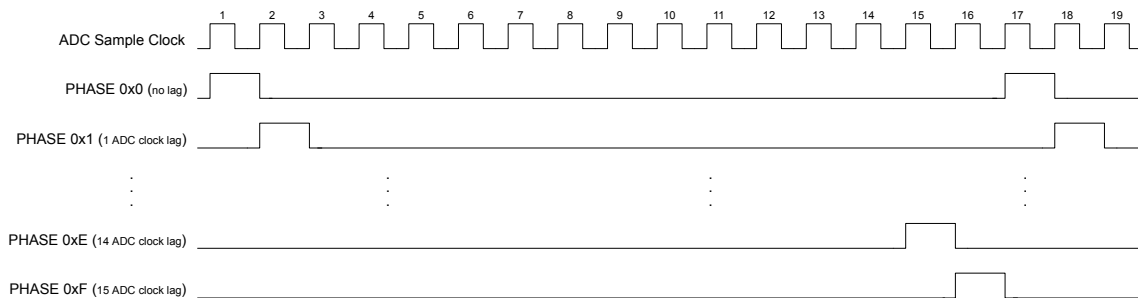 1 2 3 4 5 6 7 8 9 10 11 12 13 14 15 16 17 18 19
ADC Sample Clock
PHASE 0x0 (no lag)
PHASE 0x1 (1 ADC clock lag)
PHASE 0xE (14 ADC clock lag)
PHASE 0xF (15 ADC clock lag)